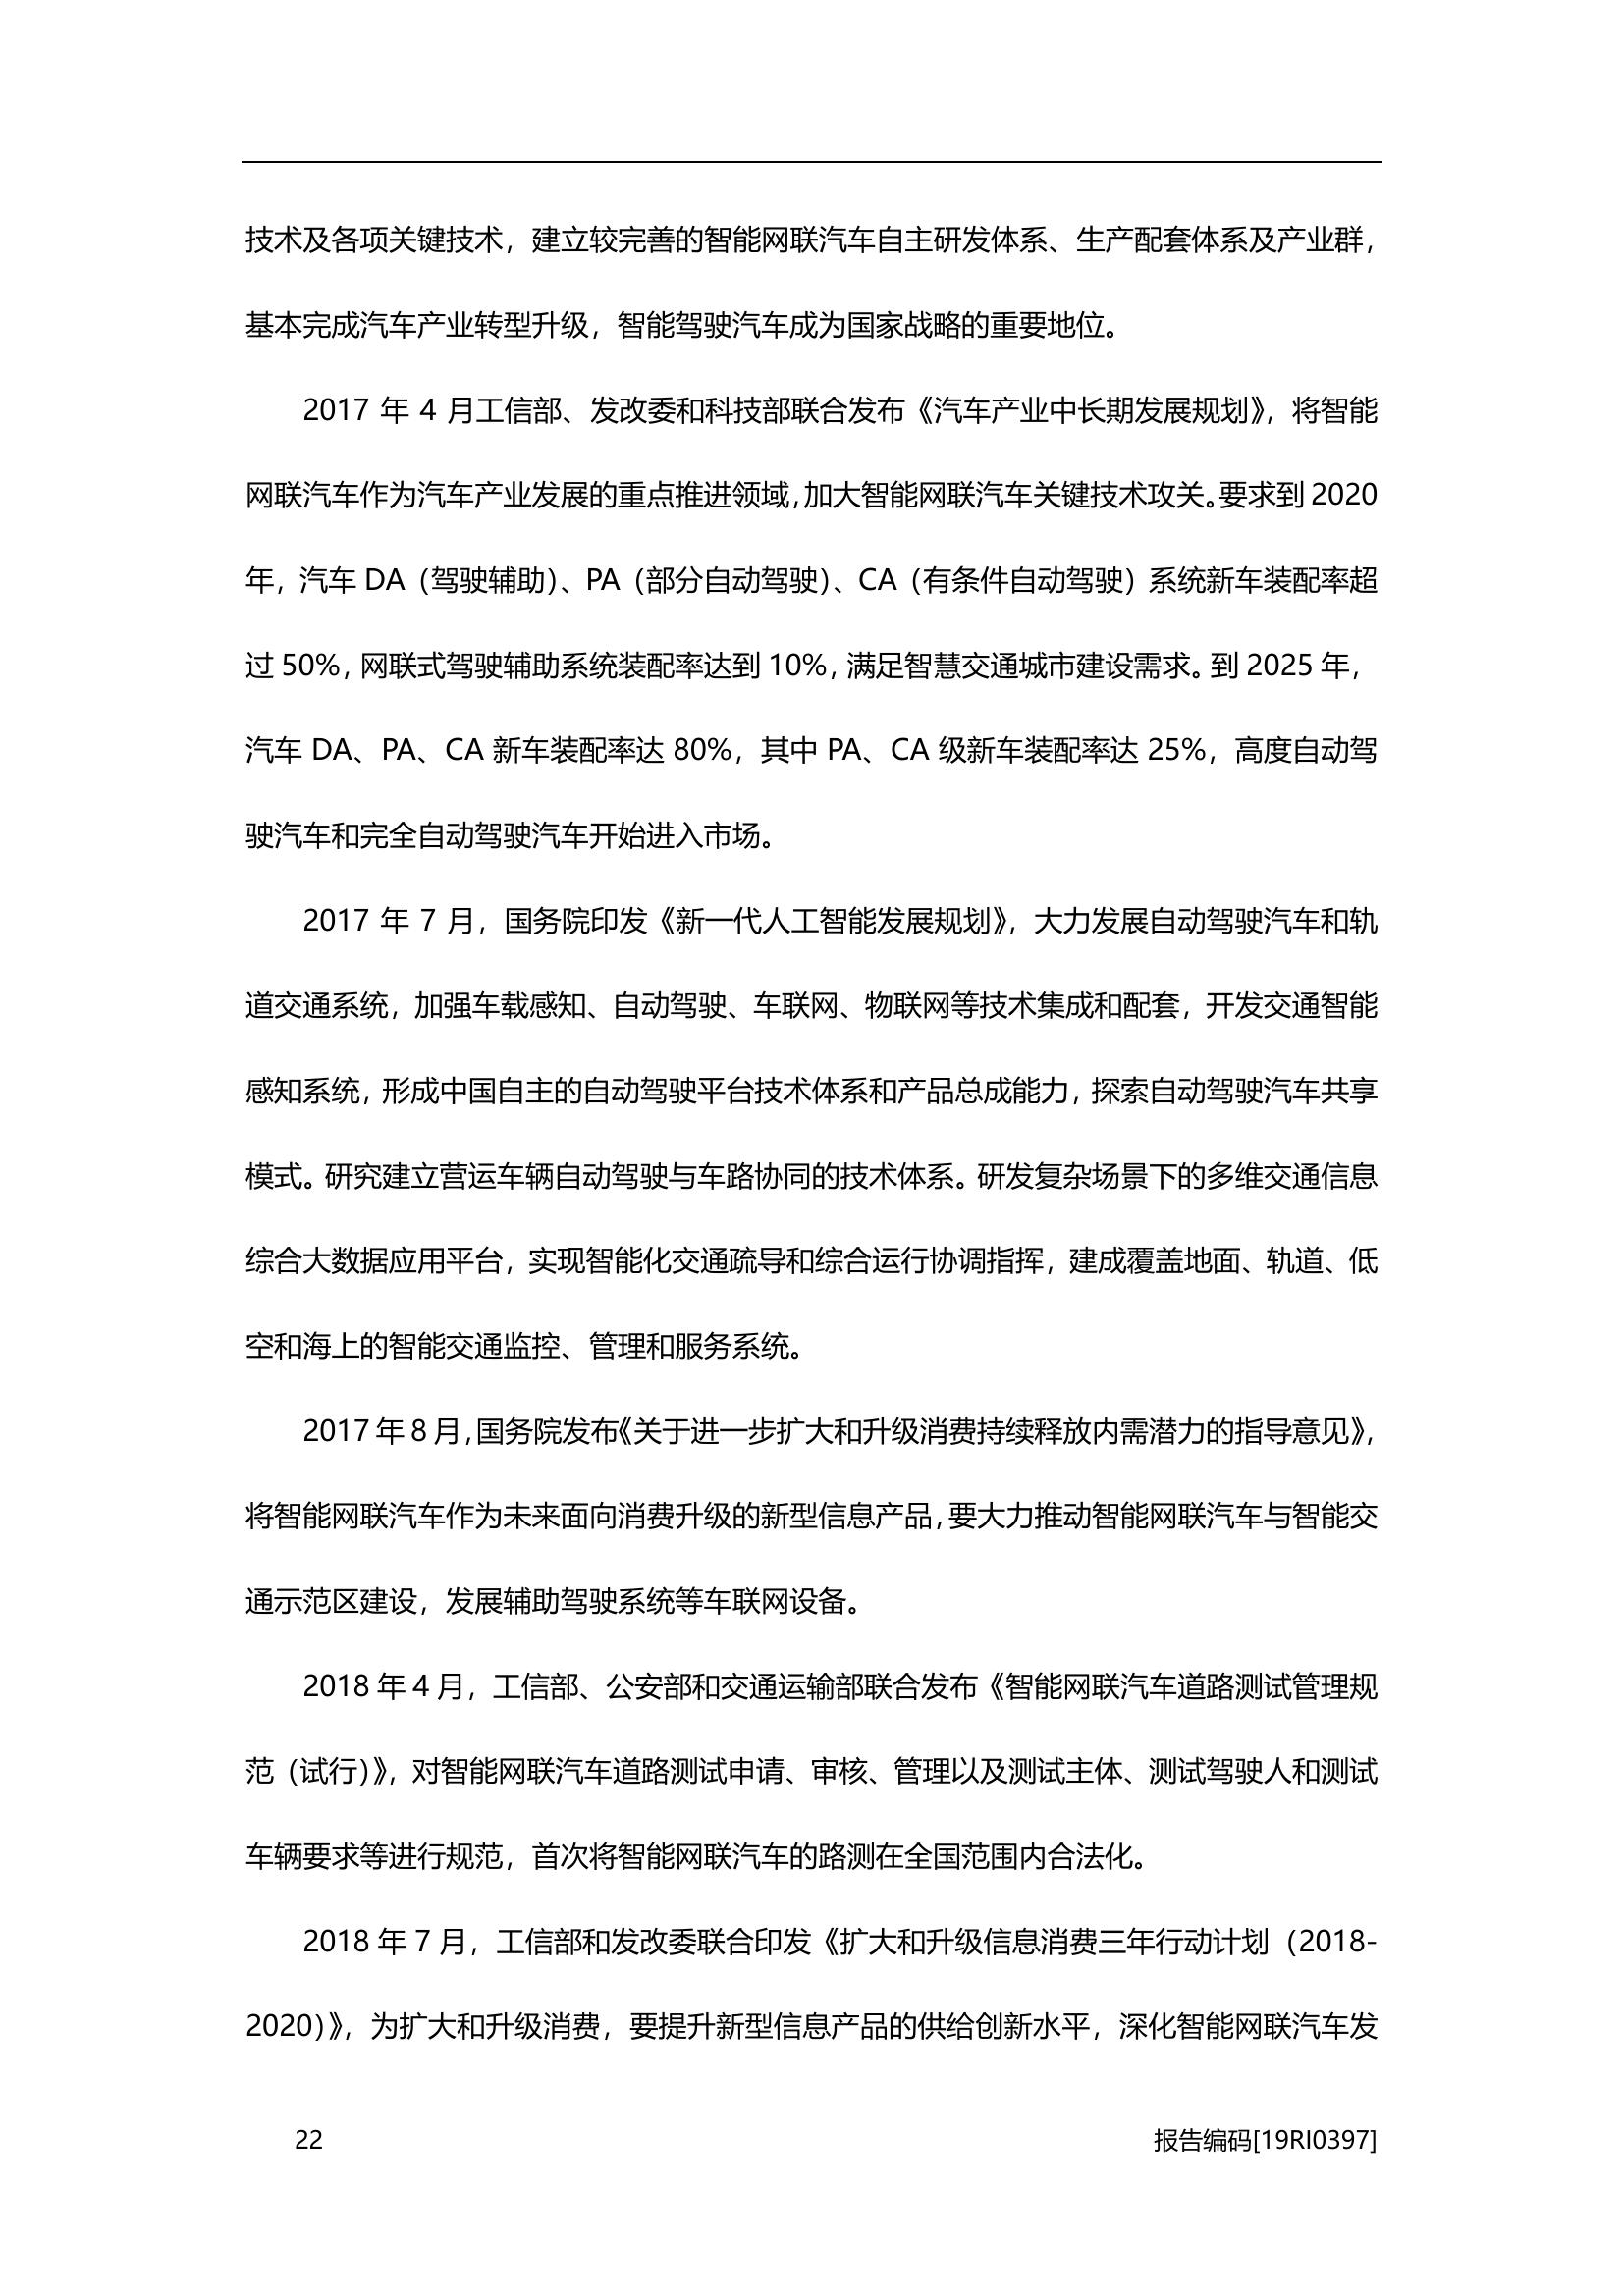 技术及各项关键技术，建立较完善的智能网联汽车自主研发体系、生产配套体系及产业群，
基本完成汽车产业转型升级，智能驾驶汽车成为国家战略的重要地位。
2017 年 4 月工信部、发改委和科技部联合发布《汽车产业中长期发展规划》，将智能
网联汽车作为汽车产业发展的重点推进领域，加大智能网联汽车关键技术攻关。要求到 2020
年，汽车 DA（驾驶辅助）、PA（部分自动驾驶）、CA（有条件自动驾驶）系统新车装配率超
过 50%，网联式驾驶辅助系统装配率达到 10%，满足智慧交通城市建设需求。到 2025 年，
汽车 DA、PA、CA 新车装配率达 80%，其中 PA、CA 级新车装配率达 25%，高度自动驾
驶汽车和完全自动驾驶汽车开始进入市场。
2017 年 7 月，国务院印发《新一代人工智能发展规划》，大力发展自动驾驶汽车和轨
道交通系统，加强车载感知、自动驾驶、车联网、物联网等技术集成和配套，开发交通智能
感知系统，形成中国自主的自动驾驶平台技术体系和产品总成能力，探索自动驾驶汽车共享
模式。研究建立营运车辆自动驾驶与车路协同的技术体系。研发复杂场景下的多维交通信息
综合大数据应用平台，实现智能化交通疏导和综合运行协调指挥，建成覆盖地面、轨道、低
空和海上的智能交通监控、管理和服务系统。
2017 年 8 月，国务院发布《关于进一步扩大和升级消费持续释放内需潜力的指导意见》，
将智能网联汽车作为未来面向消费升级的新型信息产品，要大力推动智能网联汽车与智能交
通示范区建设，发展辅助驾驶系统等车联网设备。
2018 年 4 月，工信部、公安部和交通运输部联合发布《智能网联汽车道路测试管理规
范（试行）》，对智能网联汽车道路测试申请、审核、管理以及测试主体、测试驾驶人和测试
车辆要求等进行规范，首次将智能网联汽车的路测在全国范围内合法化。
2018 年 7 月，工信部和发改委联合印发《扩大和升级信息消费三年行动计划（2018-
2020）》，为扩大和升级消费，要提升新型信息产品的供给创新水平，深化智能网联汽车发
22 报告编码[19RI0397]